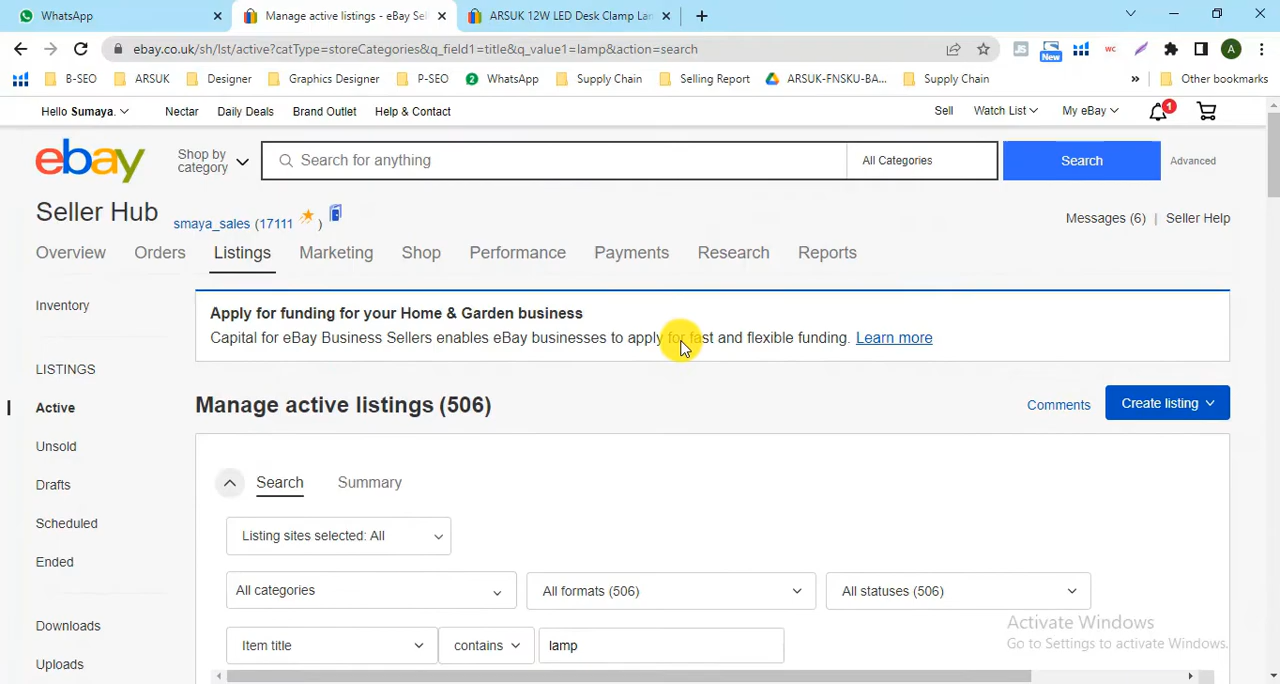 WhatsApp
Manage active listings - eBay Sel
ARSUK 12W LED Desk Clamp Lan
ebay.co.uk/sh/lst/active?catType=storeCategories&q_field1=title&q_value1=lamp&action=search
JS
New
WC
A
B-SEO
ARSUK
Designer
Graphics Designer
P-SEO
2
WhatsApp
Supply Chain
Selling Report
ARSUK-FNSKU-BA...
Supply Chain
»
Other bookmarks
Hello Sumaya.
Nectar
Daily Deals
Brand Outlet
Help & Contact
Sell
Watch List
My eBay
1
ebay
Shop by category
Search for anything
All Categories
Search
Advanced
Seller Hub
smaya_sales (17111 )
Messages (6) | Seller Help
Overview
Orders
Listings
Marketing
Shop
Performance
Payments
Research
Reports
Inventory
LISTINGS
Active
Unsold
Drafts
Scheduled
Ended
Downloads
Uploads
Apply for funding for your Home & Garden business
Capital for eBay Business Sellers enables eBay businesses to apply for fast and flexible funding. Learn more
Manage active listings (506)
Comments
Create listing
Search
Summary
Listing sites selected: All
All categories
All formats (506)
All statuses (506)
Item title
contains
lamp
Activate Windows
Go to Settings to activate Windows.